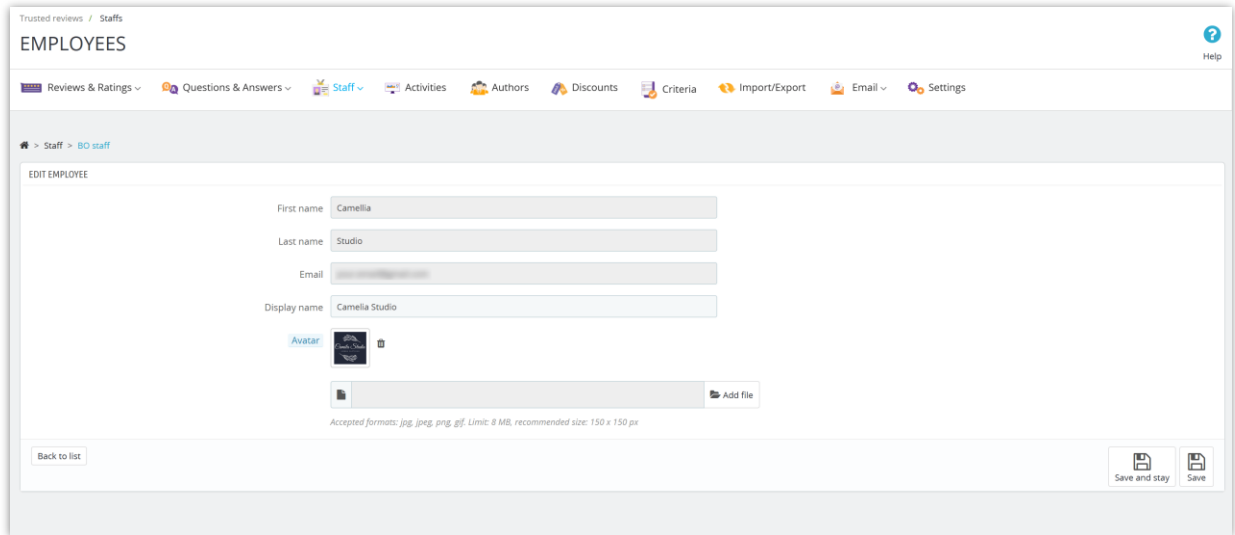 Trusted reviews / Staffs
EMPLOYEES
Help
Reviews & Ratings Questions & Answers Staff Activities Authors Discounts Criteria Import/Export Email Settings
> Staff > BO staff
EDIT EMPLOYEE
First name Camellia
Last name Studio
Email
Display name Camelia Studio
Avatar
Add file
Accepted formats: jpg, jpeg, png, gif. Limit: 8 MB, recommended size: 150 x 150 px
Back to list
Save and stay Save